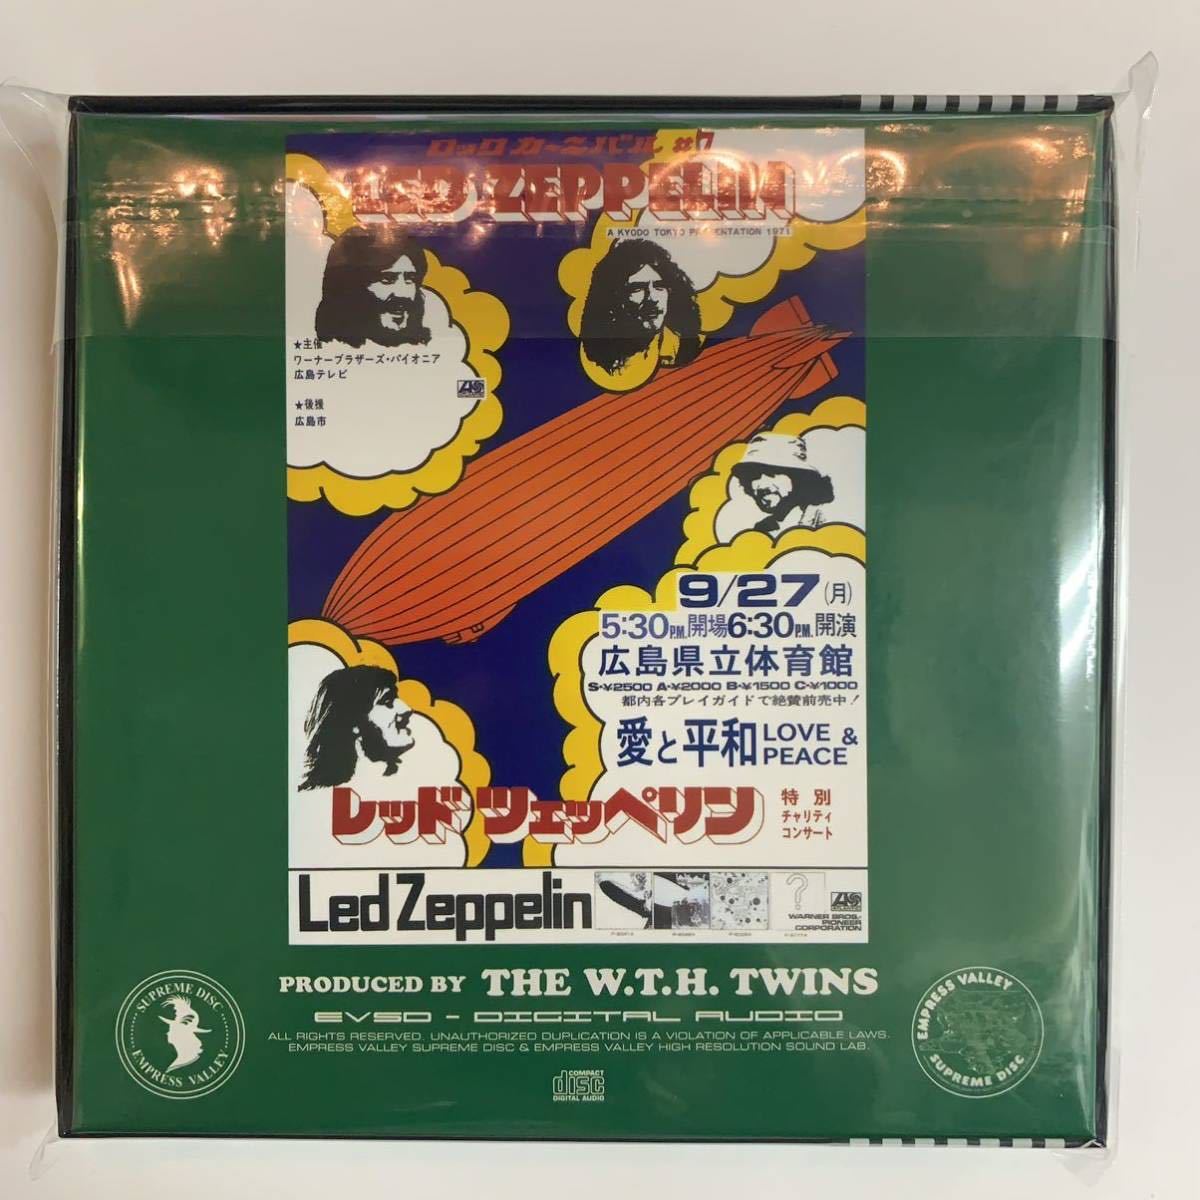 ロック カーニバル #7
LED ZEPPELIN
A KYODO TOKYO PRESENTATION 1971
★主催
ワーナーブラザーズ・パイオニア
広島テレビ
★後援
広島市
9/27(月)
5:30P.M.開場6:30P.M.開演
広島県立体育館
S-¥2500 A-¥2000 B-¥1500 C-¥1000
都内各プレイガイドで絶賛前売中!
愛と平和 LOVE & PEACE
レッド ツェッペリン
特別
チャリティ
コンサート
Led Zeppelin
?
ATLANTIC
WARNER BROS.-
PIONEER
CORPORATION
PRODUCED BY THE W.T.H. TWINS
EVSD - DIGITAL AUDIO
ALL RIGHTS RESERVED. UNAUTHORIZED DUPLICATION IS A VIOLATION OF APPLICABLE LAWS.
EMPRESS VALLEY SUPREME DISC & EMPRESS VALLEY HIGH RESOLUTION SOUND LAB.
SUPREME DISC
EMPRESS VALLEY
EMPRESS VALLEY
SUPREME DISC
COMPACT
disc
DIGITAL AUDIO